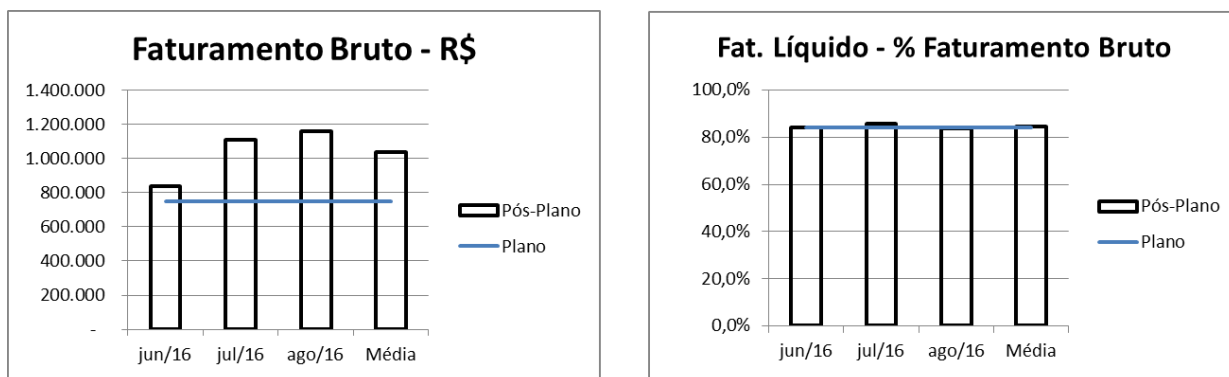 Faturamento Bruto - R$
1.400.000
1.200.000
1.000.000
800.000
600.000
400.000
200.000
-
jun/16 jul/16 ago/16 Média
Pós-Plano
Plano
Fat. Líquido - % Faturamento Bruto
100,0%
80,0%
60,0%
40,0%
20,0%
0,0%
jun/16 jul/16 ago/16 Média
Pós-Plano
Plano